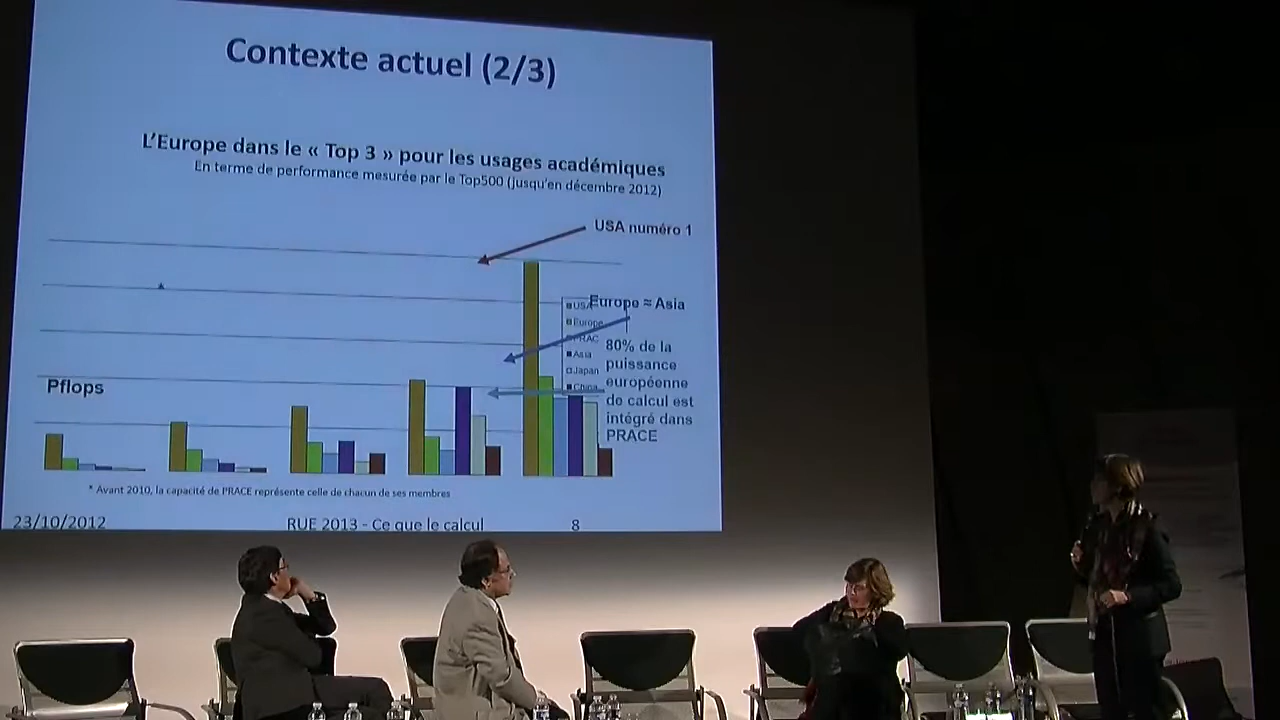 Contexte actuel (2/3)
L'Europe dans le « Top 3 » pour les usages académiques
En terme de performance mesurée par le Top500 (jusqu'en décembre 2012)
USA numéro 1
Europe ≈ Asia
USA
Europe
PRAC
Asia
Japan
China
80% de la
puissance
européenne
de calcul est
intégré dans
PRACE
Pflops
* Avant 2010, la capacité de PRACE représente celle de chacun de ses membres
23/10/2012
RUE 2013 - Ce que le calcul
8